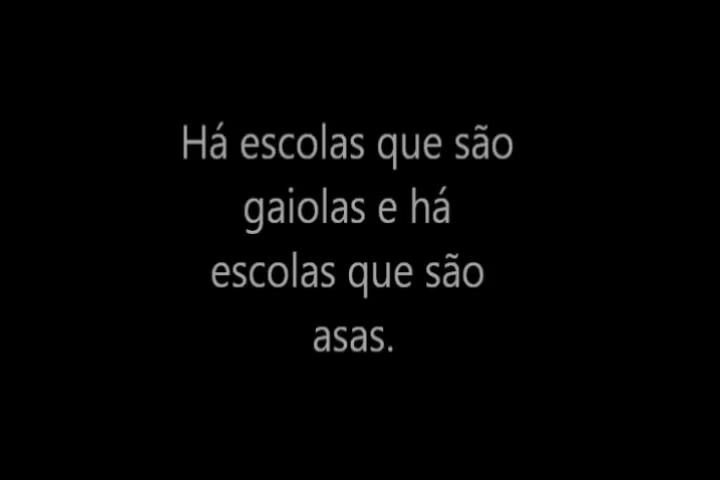 Há escolas que são
gaiolas e há
escolas que são
asas.